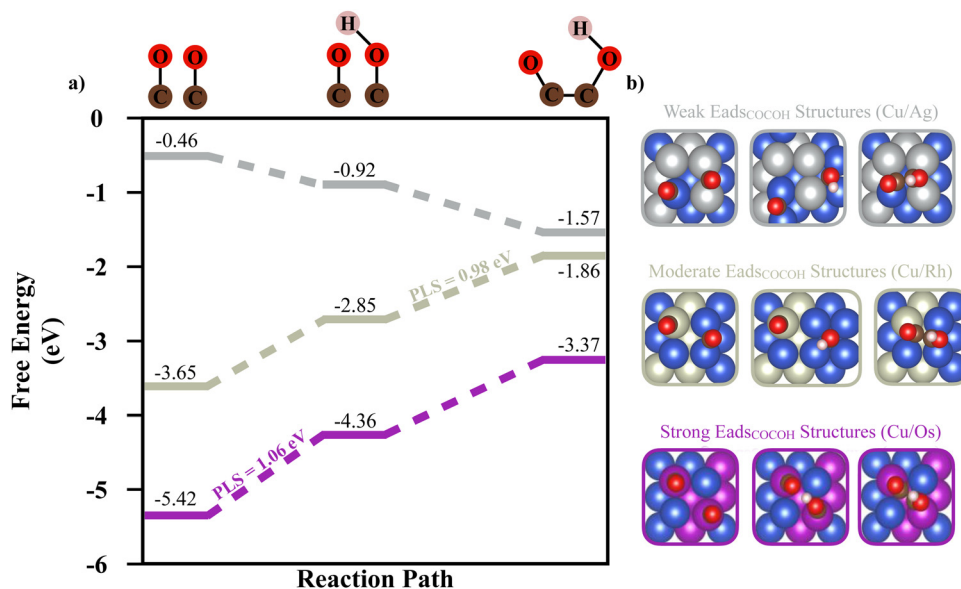 a)
O O
C C
H
O O
C C
H
O O
C C
b)
0
-1
-2
-3
-4
-5
-6
Free Energy
(eV)
Reaction Path
-0.46
-0.92
-1.57
PLS = 0.98 eV
-3.65
-2.85
-1.86
PLS = 1.06 eV
-5.42
-4.36
-3.37
Weak EadsCOCOH Structures (Cu/Ag)
Moderate EadsCOCOH Structures (Cu/Rh)
Strong EadsCOCOH Structures (Cu/Os)